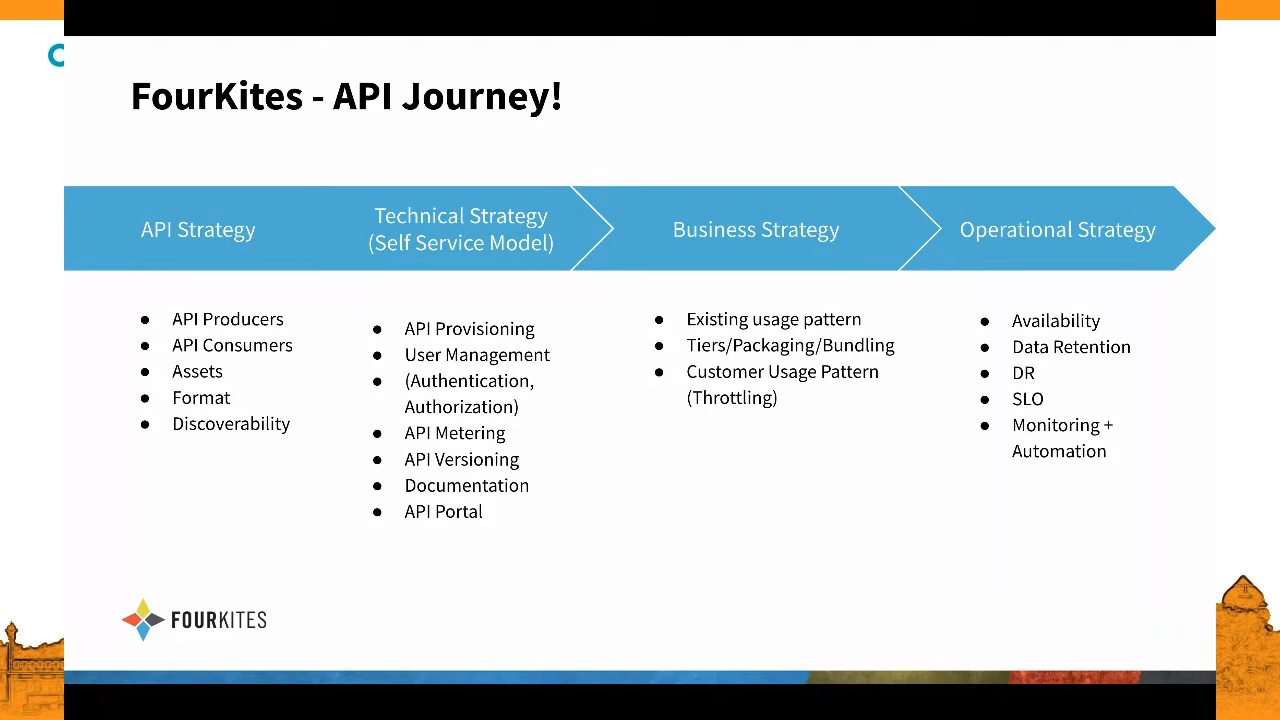 FourKites - API Journey!
API Strategy
Technical Strategy
(Self Service Model)
Business Strategy
Operational Strategy
● API Producers
● API Consumers
● Assets
● Format
● Discoverability
● API Provisioning
● User Management
● (Authentication,
Authorization)
● API Metering
● API Versioning
● Documentation
● API Portal
● Existing usage pattern
● Tiers/Packaging/Bundling
● Customer Usage Pattern
(Throttling)
● Availability
● Data Retention
● DR
● SLO
● Monitoring +
Automation
FOURKITES